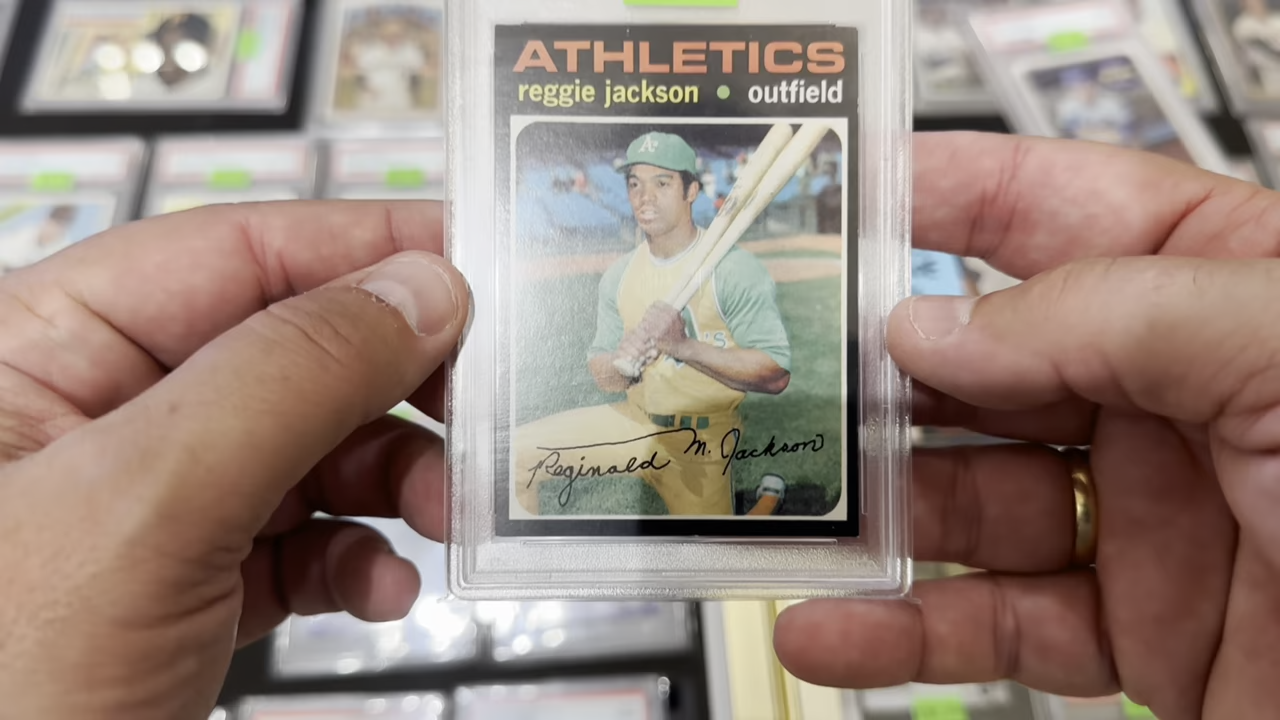 ATHLETICS
reggie jackson • outfield
A's
's
Reginald M. Jackson